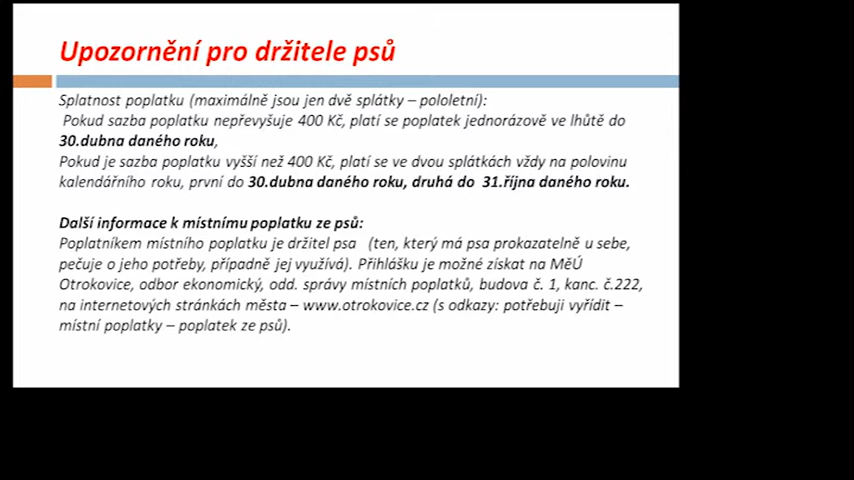 Upozornění pro držitele psů
Splatnost poplatku (maximálně jsou jen dvě splátky – pololetní):
Pokud sazba poplatku nepřevyšuje 400 Kč, platí se poplatek jednorázově ve lhůtě do
30.dubna daného roku,
Pokud je sazba poplatku vyšší než 400 Kč, platí se ve dvou splátkách vždy na polovinu
kalendářního roku, první do 30.dubna daného roku, druhá do 31.října daného roku.
Další informace k místnímu poplatku ze psů:
Poplatníkem místního poplatku je držitel psa (ten, který má psa prokazatelně u sebe,
pečuje o jeho potřeby, případně jej využívá). Přihlášku je možné získat na MěÚ
Otrokovice, odbor ekonomický, odd. správy místních poplatků, budova č. 1, kanc. č.222,
na internetových stránkách města – www.otrokovice.cz (s odkazy: potřebuji vyřídit –
místní poplatky – poplatek ze psů).